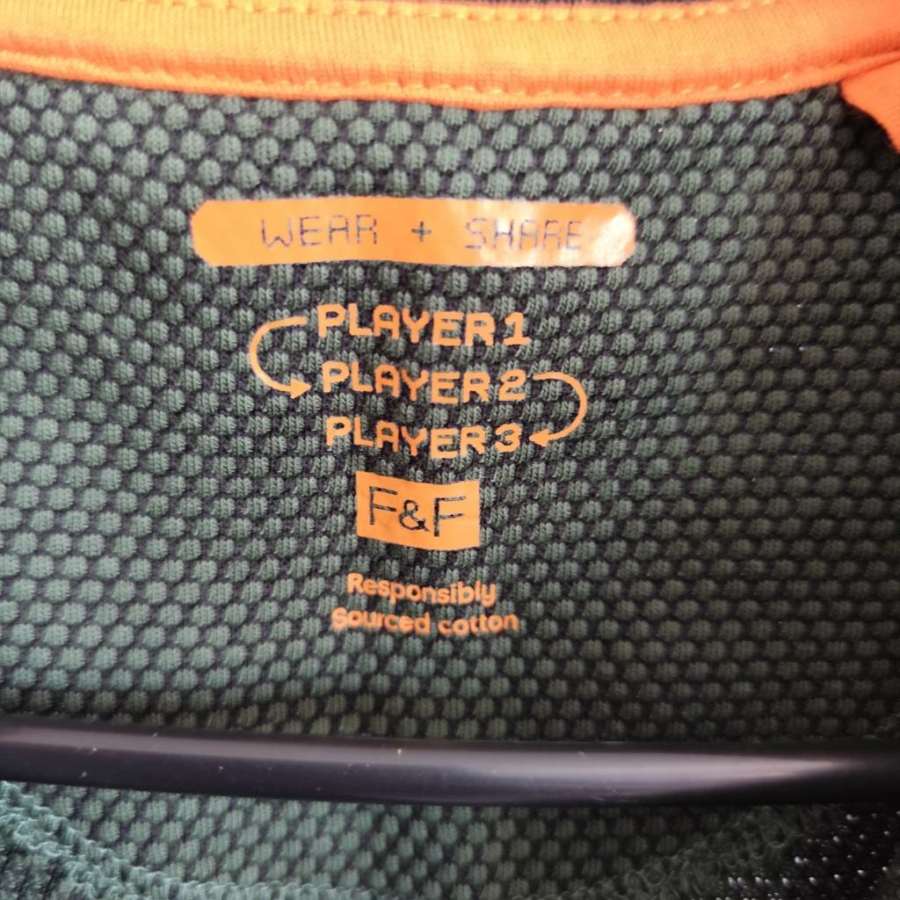 WEAR + SHARE
PLAYER 1
PLAYER 2
PLAYER 3
F&F
Responsibly
Sourced cotton